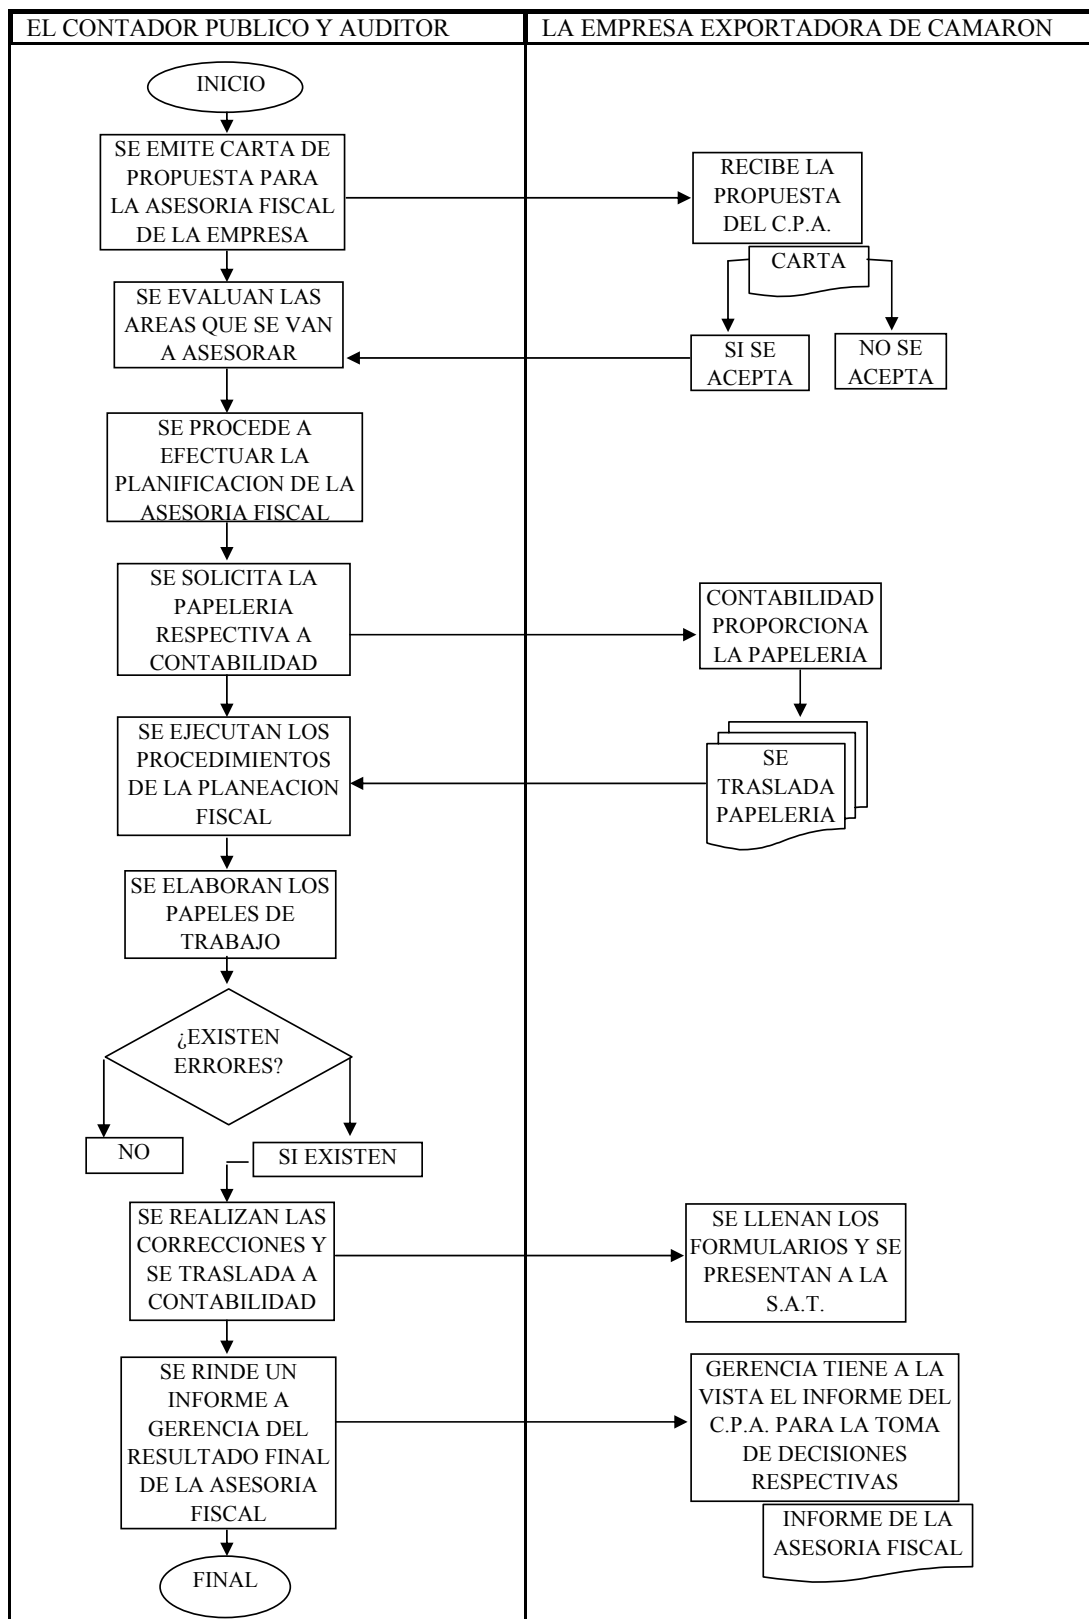 EL CONTADOR PUBLICO Y AUDITOR
LA EMPRESA EXPORTADORA DE CAMARON
INICIO
SE EMITE CARTA DE
PROPUESTA PARA
LA ASESORIA FISCAL
DE LA EMPRESA
RECIBE LA
PROPUESTA
DEL C.P.A.
CARTA
SE EVALUAN LAS
AREAS QUE SE VAN
A ASESORAR
SI SE
ACEPTA
NO SE
ACEPTA
SE PROCEDE A
EFECTUAR LA
PLANIFICACION DE LA
ASESORIA FISCAL
SE SOLICITA LA
PAPELERIA
RESPECTIVA A
CONTABILIDAD
CONTABILIDAD
PROPORCIONA
LA PAPELERIA
SE EJECUTAN LOS
PROCEDIMIENTOS
DE LA PLANEACION
FISCAL
SE
TRASLADA
PAPELERIA
SE ELABORAN LOS
PAPELES DE
TRABAJO
¿EXISTEN
ERRORES?
NO
SI EXISTEN
SE REALIZAN LAS
CORRECCIONES Y
SE TRASLADA A
CONTABILIDAD
SE LLENAN LOS
FORMULARIOS Y SE
PRESENTAN A LA
S.A.T.
SE RINDE UN
INFORME A
GERENCIA DEL
RESULTADO FINAL
DE LA ASESORIA
FISCAL
GERENCIA TIENE A LA
VISTA EL INFORME DEL
C.P.A. PARA LA TOMA
DE DECISIONES
RESPECTIVAS
INFORME DE LA
ASESORIA FISCAL
FINAL